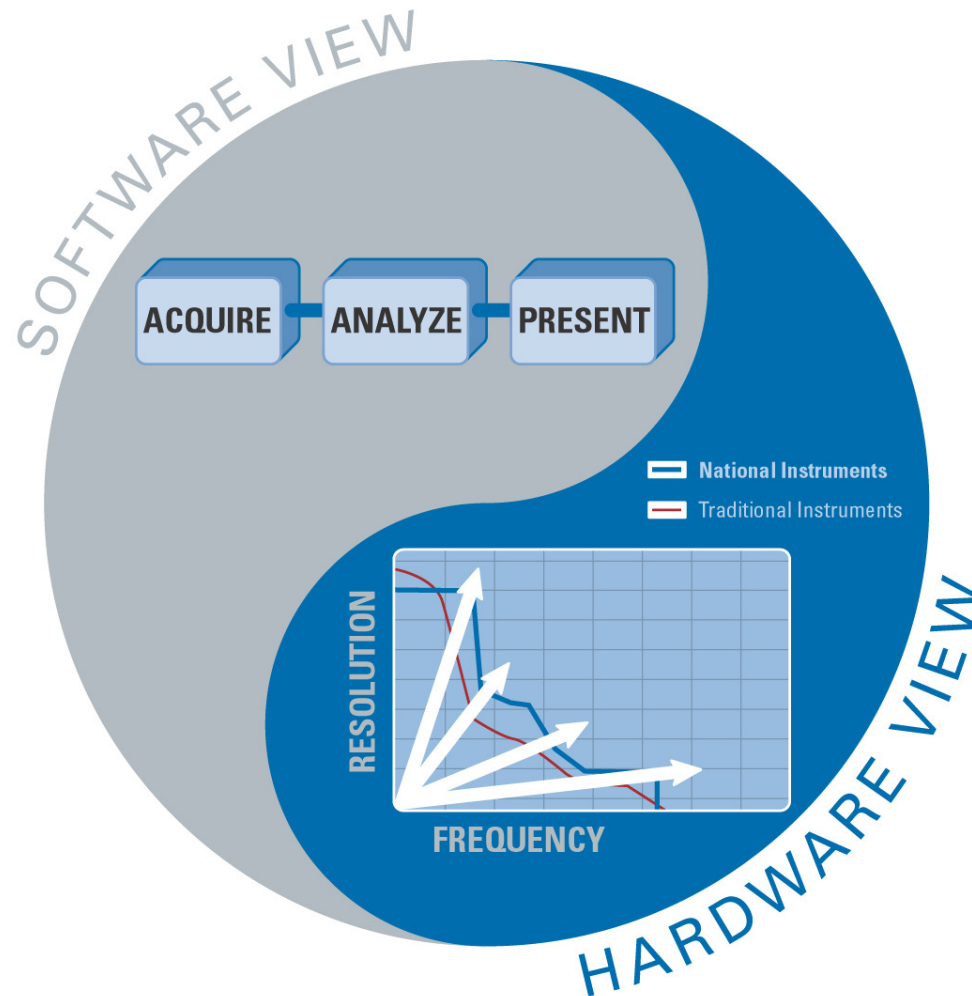 SOFTWARE VIEW
ACQUIRE
ANALYZE
PRESENT
National Instruments
Traditional Instruments
RESOLUTION
FREQUENCY
HARDWARE VIEW